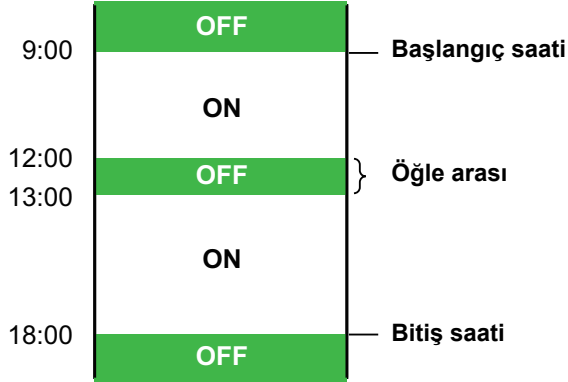 OFF
9:00
Başlangıç saati
ON
12:00
OFF
Öğle arası
13:00
ON
18:00
Bitiş saati
OFF